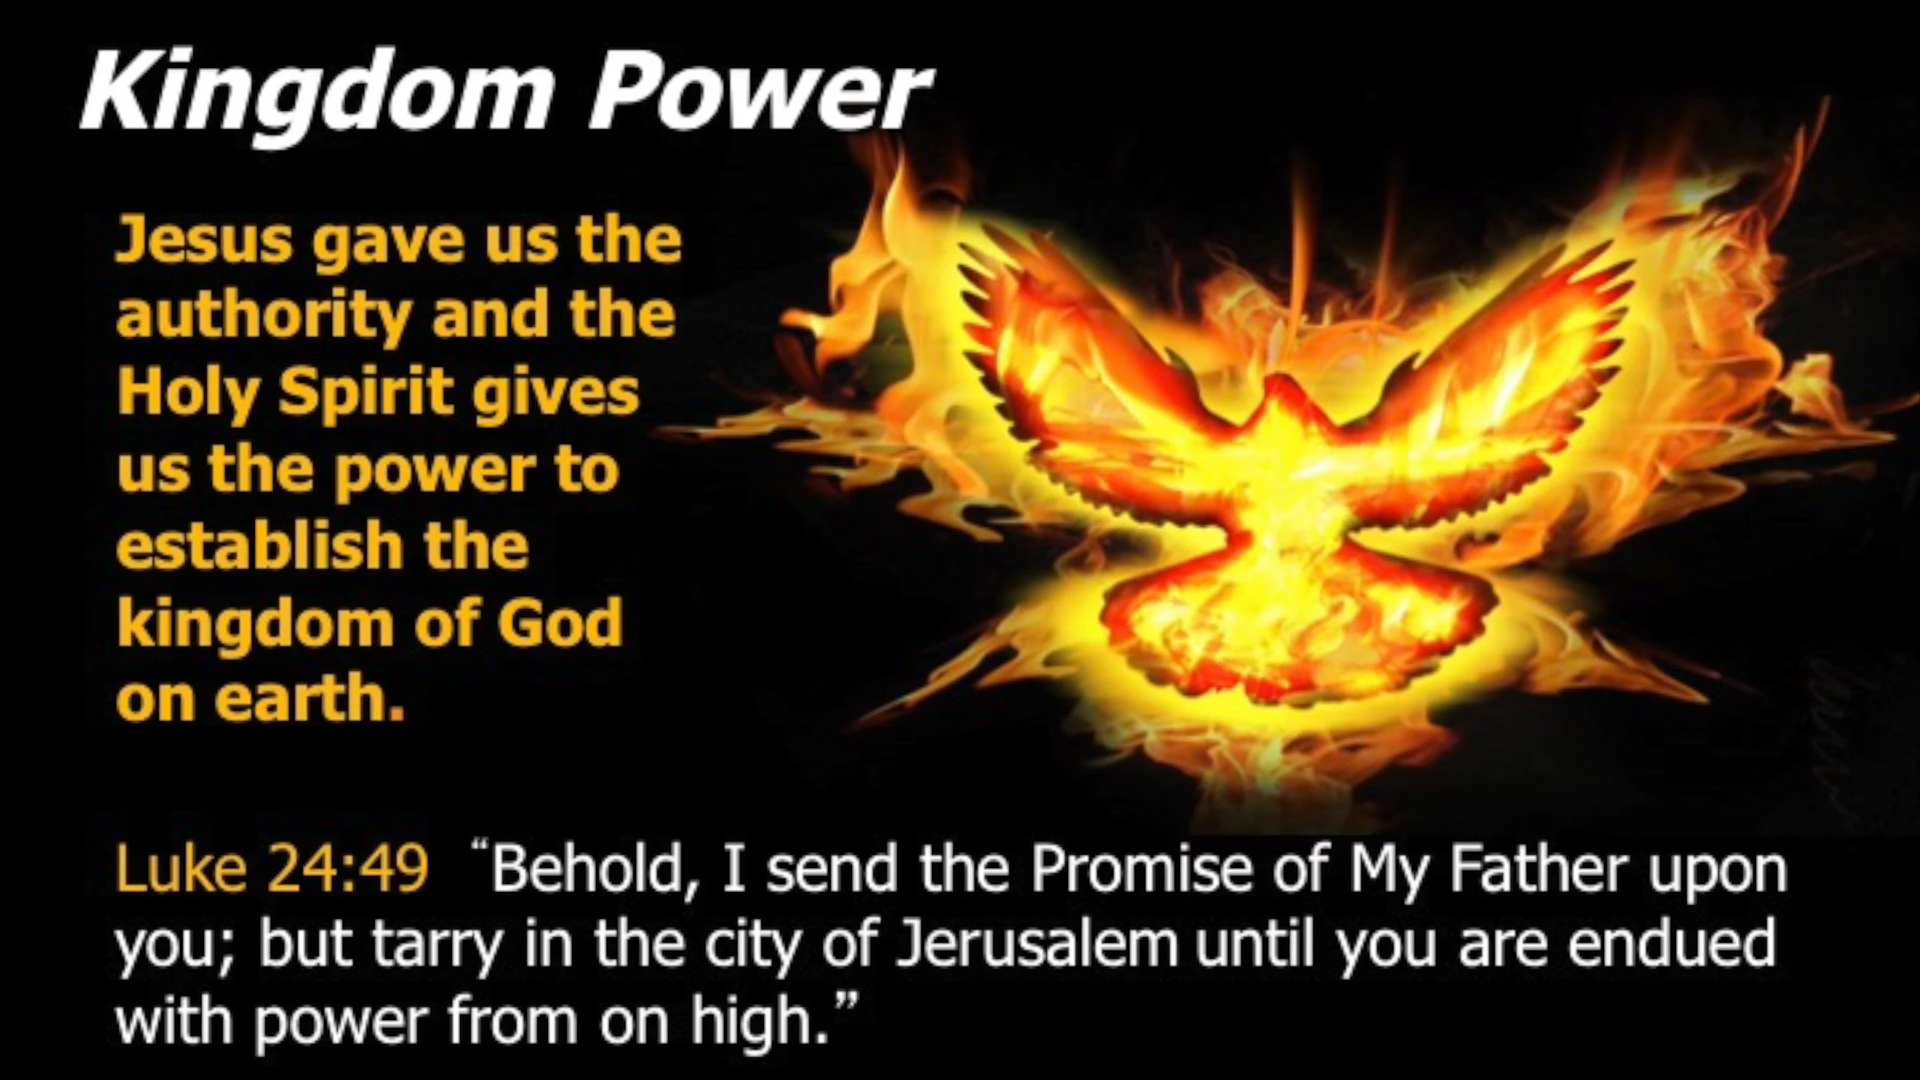 Kingdom Power
Jesus gave us the
authority and the
Holy Spirit gives
us the power to
establish the
kingdom of God
on earth.
Luke 24:49 “Behold, I send the Promise of My Father upon
you; but tarry in the city of Jerusalem until you are endued
with power from on high.”